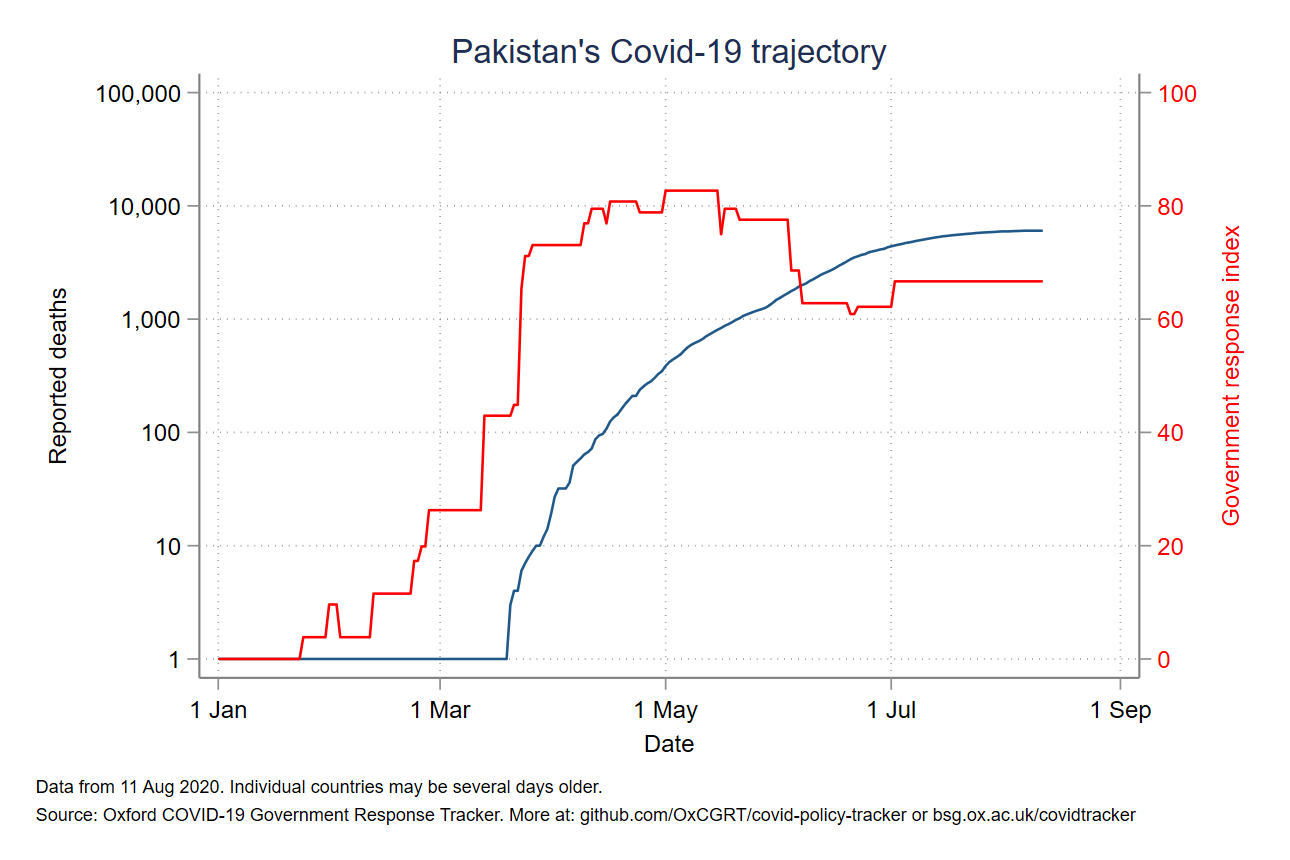 Pakistan's Covid-19 trajectory
100,000
10,000
1,000
100
10
1
Reported deaths
100
80
60
40
20
0
Government response index
1 Jan
1 Mar
1 May
1 Jul
1 Sep
Date
Data from 11 Aug 2020. Individual countries may be several days older.
Source: Oxford COVID-19 Government Response Tracker. More at: github.com/OxCGRT/covid-policy-tracker or bsg.ox.ac.uk/covidtracker